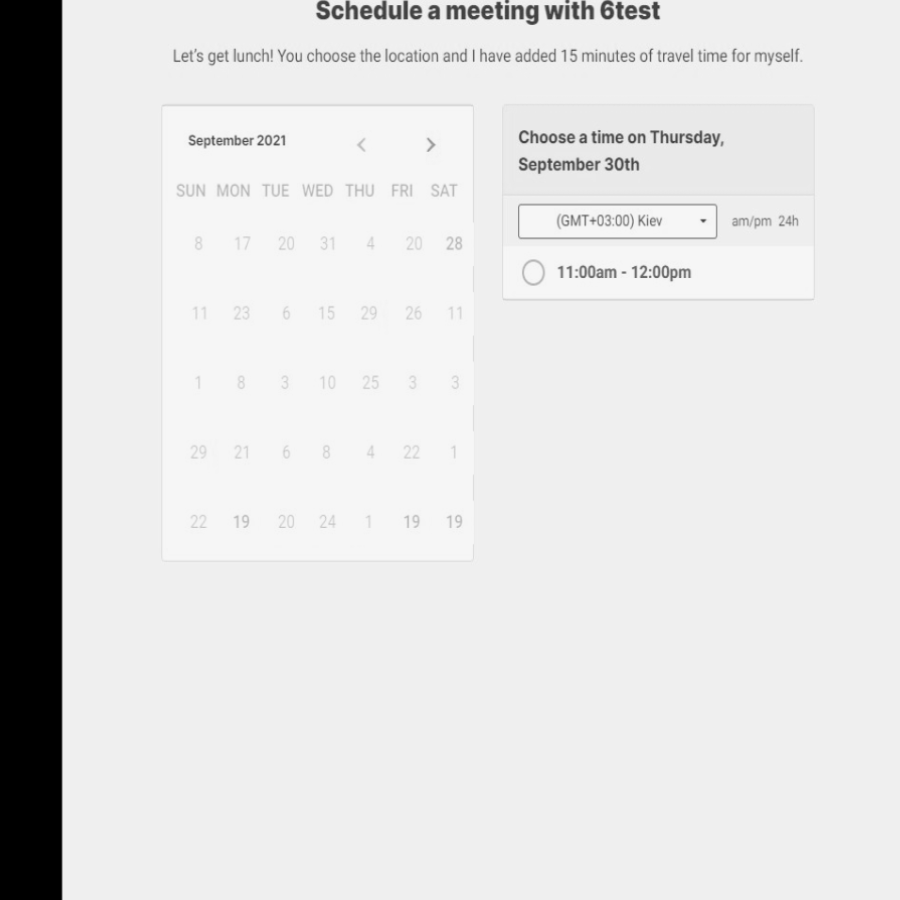 Schedule a meeting with 6test
Let's get lunch! You choose the location and I have added 15 minutes of travel time for myself.
September 2021
SUN MON TUE WED THU FRI SAT
8 17 20 31 4 20 28
11 23 6 15 29 26 11
1 8 3 10 25 3 3
29 21 6 8 4 22 1
22 19 20 24 1 19 19
Choose a time on Thursday,
September 30th
(GMT+03:00) Kiev am/pm 24h
11:00am - 12:00pm